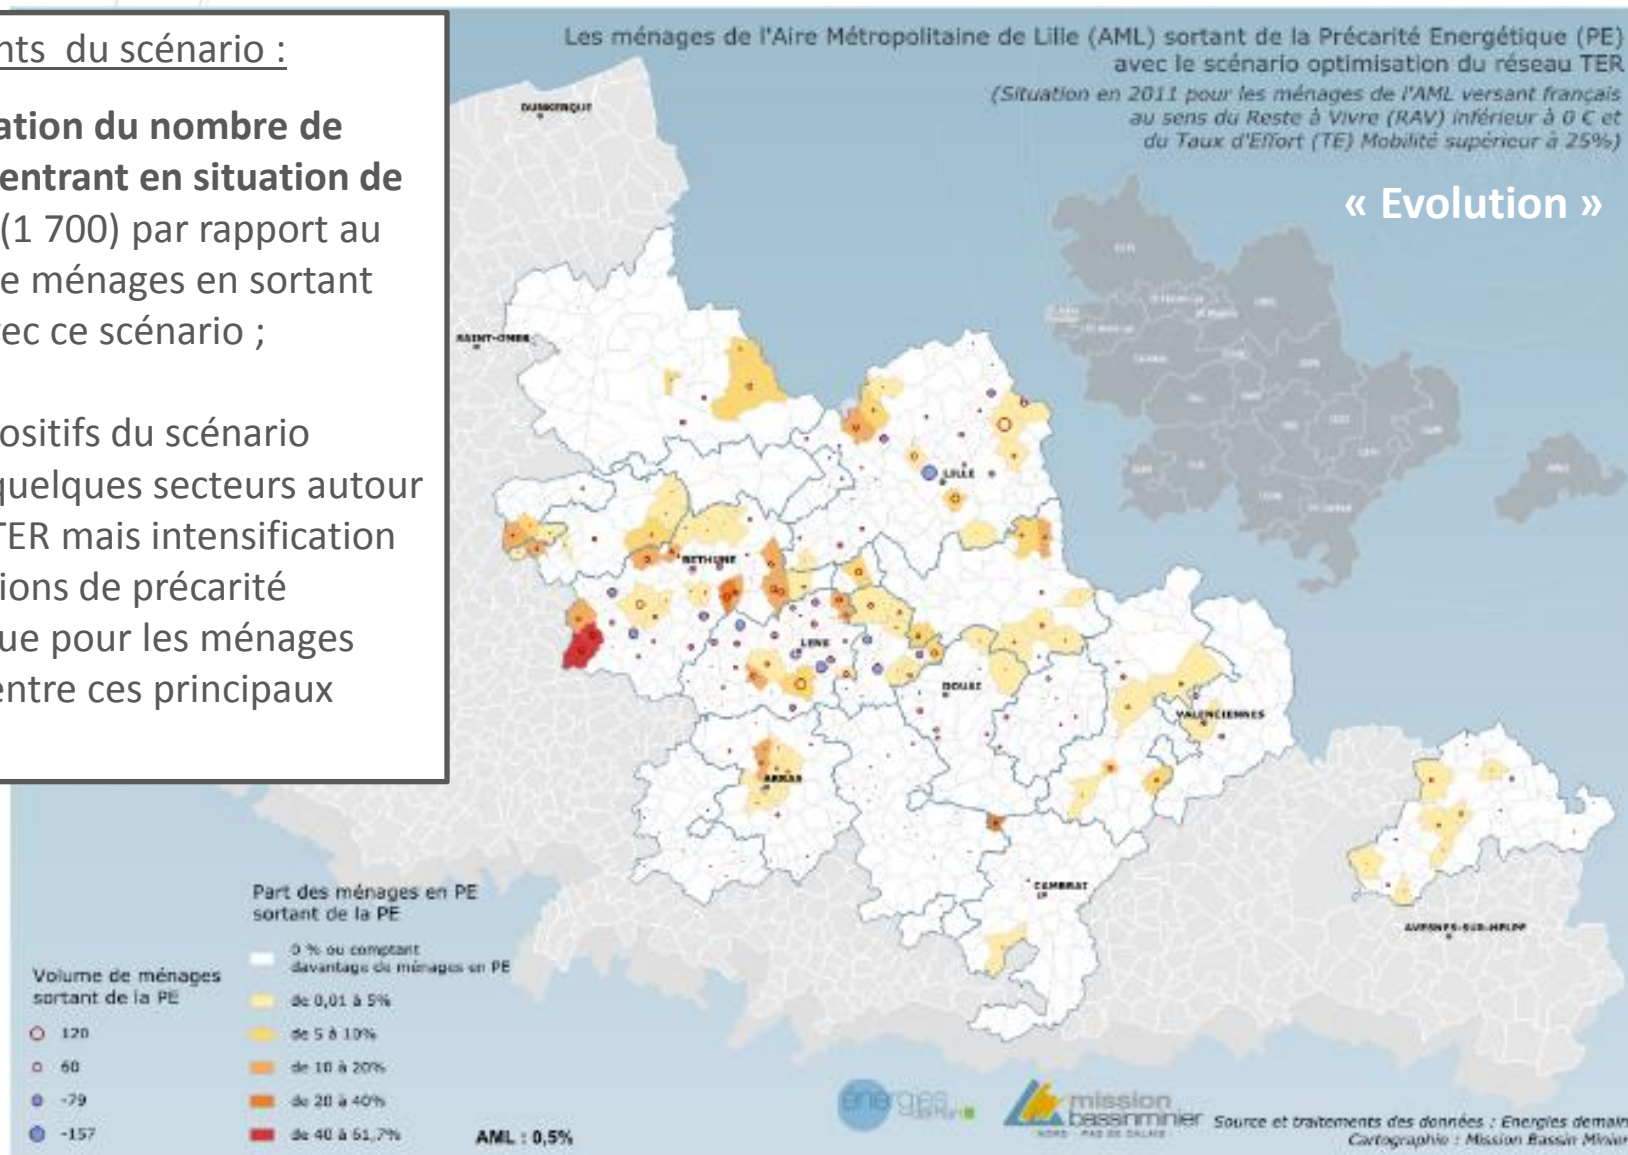 nts du scénario :
ation du nombre de
entrant en situation de
(1 700) par rapport au
e ménages en sortant
vec ce scénario ;
ositifs du scénario
quelques secteurs autour
TER mais intensification
ions de précarité
ue pour les ménages
entre ces principaux
Les ménages de l'Aire Métropolitaine de Lille (AML) sortant de la Précarité Energétique (PE)
avec le scénario optimisation du réseau TER
(Situation en 2011 pour les ménages de l'AML versant français
au sens du Reste à Vivre (RAV) inférieur à 0 € et
du Taux d'Effort (TE) Mobilité supérieur à 25%)
« Evolution »
DUNKERQUE
SAINT-OMER
LILLE
BETHUNE
LENS
DOUAI
VALENCIENNES
ARRAS
CAMBRAI
AVESNES-SUR-HELPE
Part des ménages en PE
sortant de la PE
0 % ou comptant
davantage de ménages en PE
de 0,01 à 5%
de 5 à 10%
de 10 à 20%
de 20 à 40%
de 40 à 61,7%
Volume de ménages
sortant de la PE
120
60
-79
-157
AML : 0,5%
énergies
demain
mission
bassinminier
NORD - PAS DE CALAIS
Source et traitements des données : Energies demain
Cartographie : Mission Bassin Minier